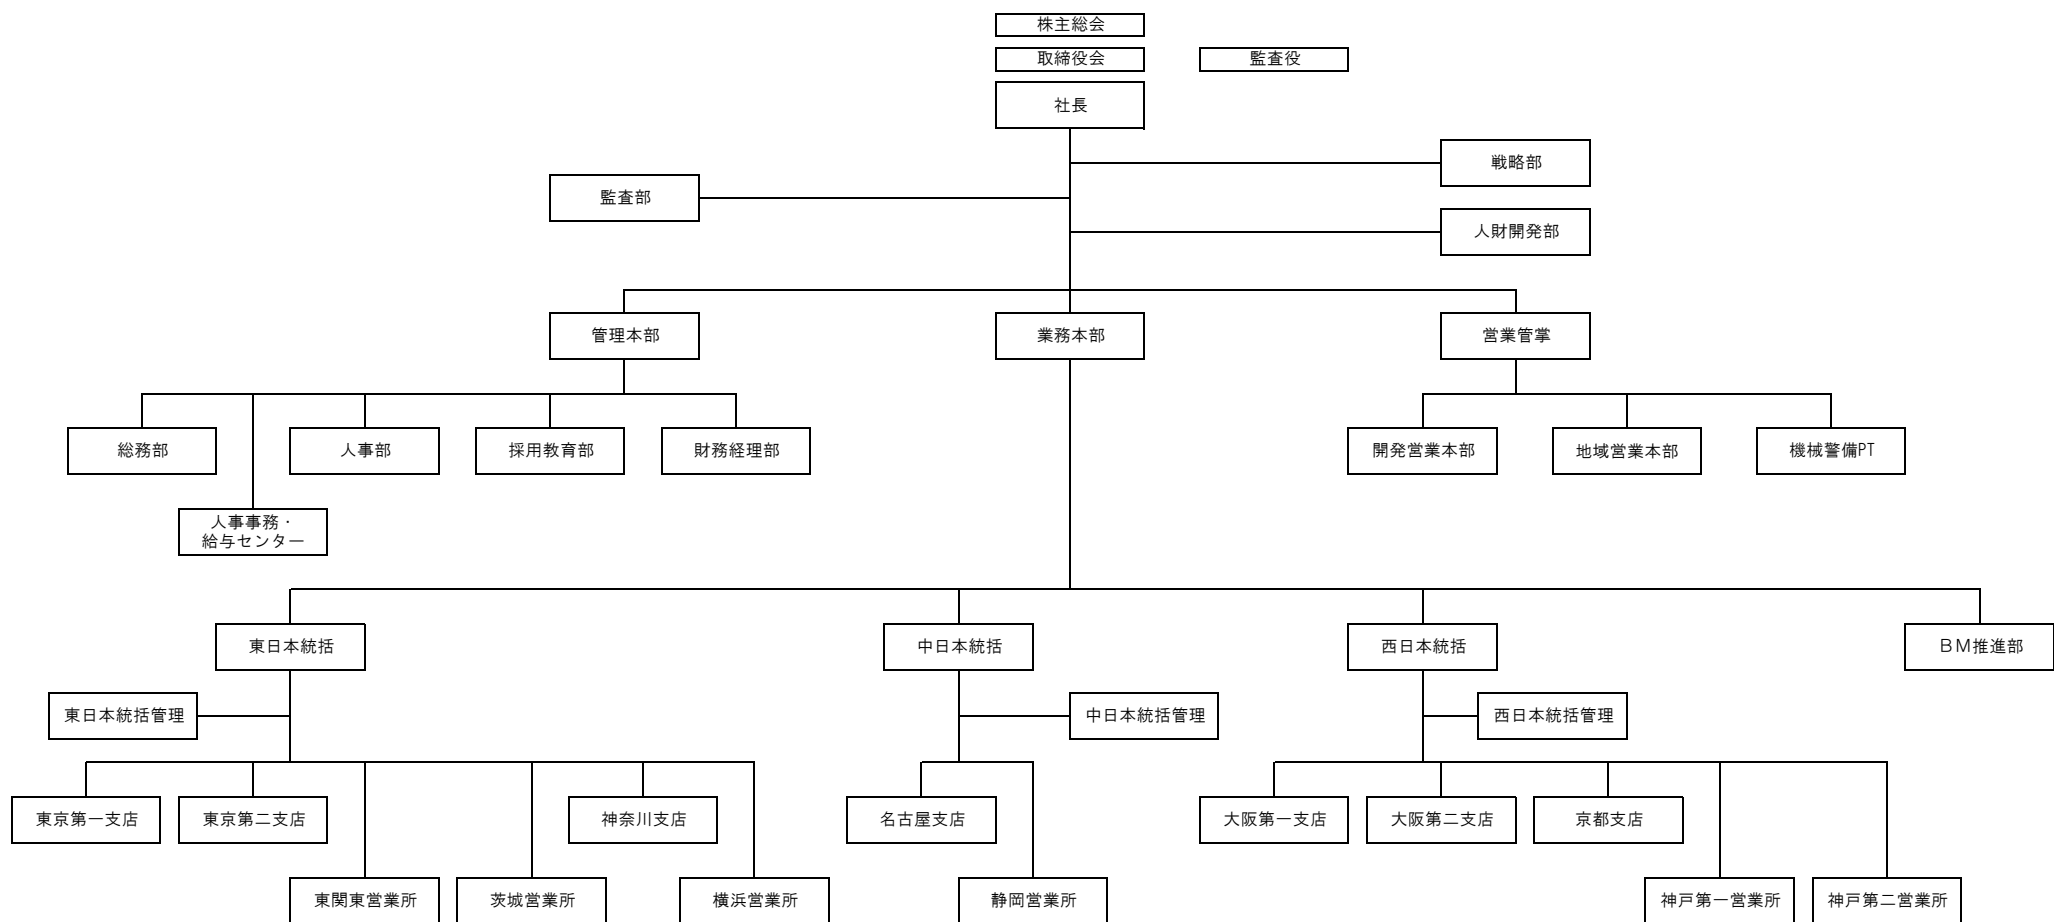 株主総会
取締役会
監査役
社長
戦略部
監査部
人財開発部
管理本部
業務本部
営業管掌
総務部
人事部
採用教育部
財務経理部
開発営業本部
地域営業本部
機械警備PT
人事事務・
給与センター
東日本統括
中日本統括
西日本統括
ＢＭ推進部
東日本統括管理
中日本統括管理
西日本統括管理
東京第一支店
東京第二支店
神奈川支店
名古屋支店
大阪第一支店
大阪第二支店
京都支店
東関東営業所
茨城営業所
横浜営業所
静岡営業所
神戸第一営業所
神戸第二営業所